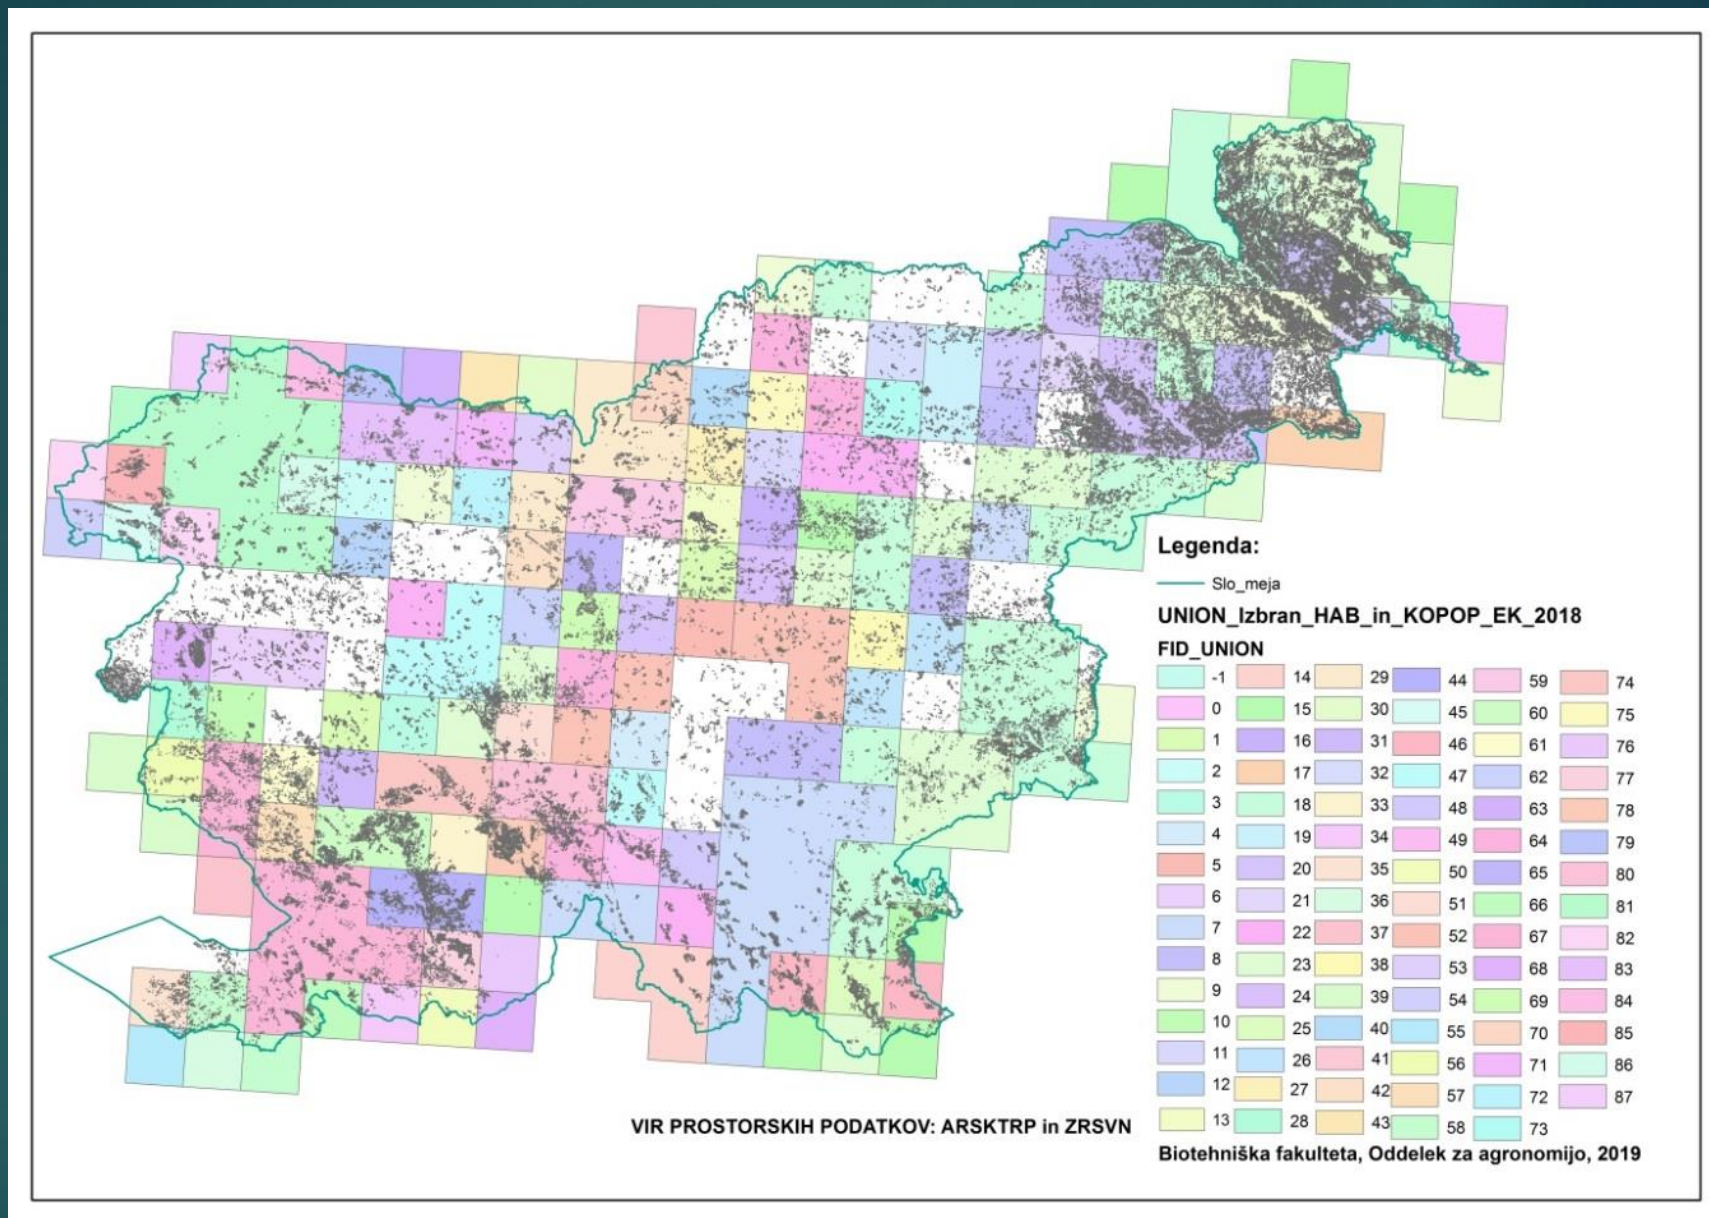 Legenda:
Slo_meja
UNION_Izbran_HAB_in_KOPOP_EK_2018
FID_UNION
-1 14 29 44 59 74
0 15 30 45 60 75
1 16 31 46 61 76
2 17 32 47 62 77
3 18 33 48 63 78
4 19 34 49 64 79
5 20 35 50 65 80
6 21 36 51 66 81
7 22 37 52 67 82
8 23 38 53 68 83
9 24 39 54 69 84
10 25 40 55 70 85
11 26 41 56 71 86
12 27 42 57 72 87
13 28 43 58 73
VIR PROSTORSKIH PODATKOV: ARSKTRP in ZRSVN
Biotehniška fakulteta, Oddelek za agronomijo, 2019